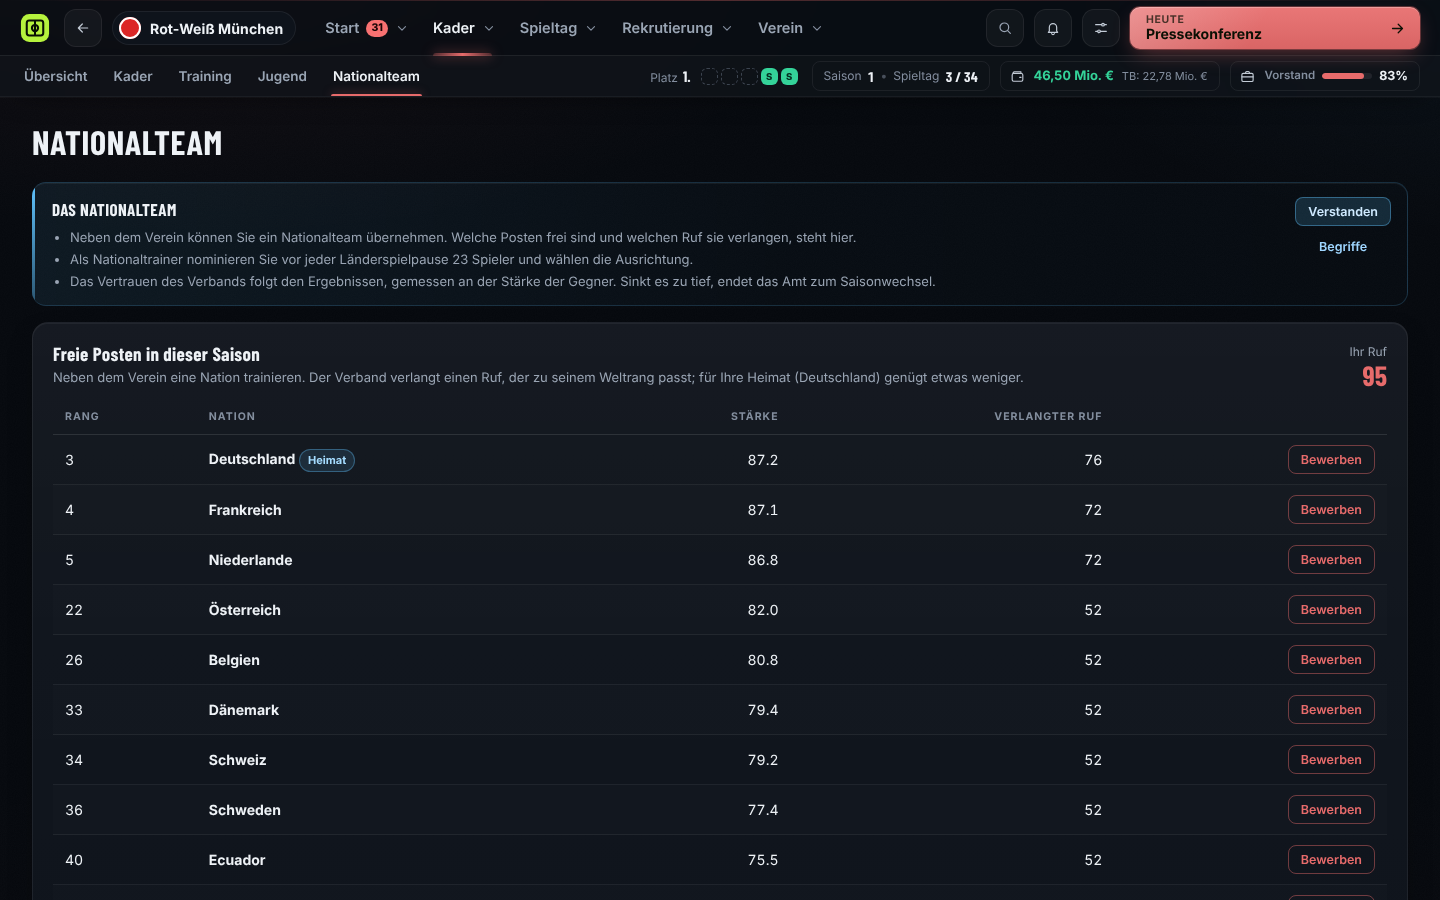 Rot-Weiß München
Start 31
Kader
Spieltag
Rekrutierung
Verein
HEUTE
Pressekonferenz
Übersicht
Kader
Training
Jugend
Nationalteam
Platz 1.
S S
Saison 1 • Spieltag 3 / 34
46,50 Mio. € TB: 22,78 Mio. €
Vorstand 83%
NATIONALTEAM
DAS NATIONALTEAM
• Neben dem Verein können Sie ein Nationalteam übernehmen. Welche Posten frei sind und welchen Ruf sie verlangen, steht hier.
• Als Nationaltrainer nominieren Sie vor jeder Länderspielpause 23 Spieler und wählen die Ausrichtung.
• Das Vertrauen des Verbands folgt den Ergebnissen, gemessen an der Stärke der Gegner. Sinkt es zu tief, endet das Amt zum Saisonwechsel.
Verstanden
Begriffe
Freie Posten in dieser Saison
Neben dem Verein eine Nation trainieren. Der Verband verlangt einen Ruf, der zu seinem Weltrang passt; für Ihre Heimat (Deutschland) genügt etwas weniger.
Ihr Ruf
95
RANG NATION STÄRKE VERLANGTER RUF
3 Deutschland Heimat 87.2 76 Bewerben
4 Frankreich 87.1 72 Bewerben
5 Niederlande 86.8 72 Bewerben
22 Österreich 82.0 52 Bewerben
26 Belgien 80.8 52 Bewerben
33 Dänemark 79.4 52 Bewerben
34 Schweiz 79.2 52 Bewerben
36 Schweden 77.4 52 Bewerben
40 Ecuador 75.5 52 Bewerben